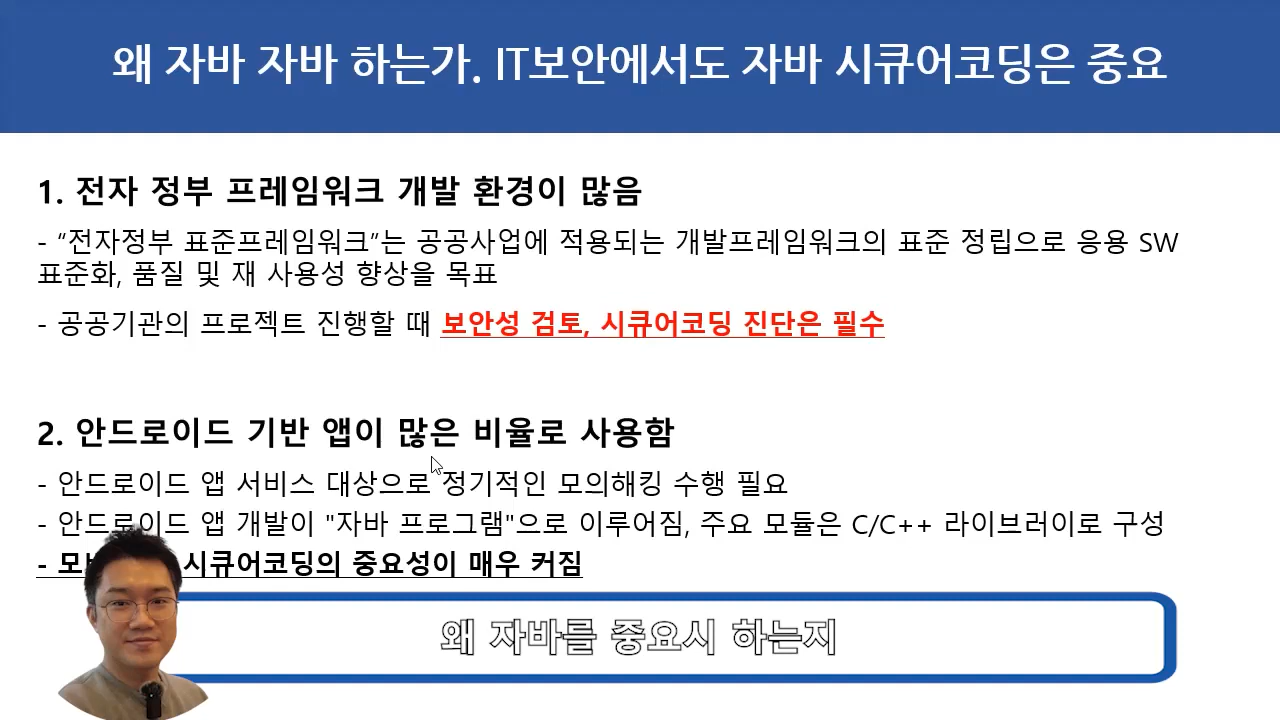 왜 자바 자바 하는가. IT보안에서도 자바 시큐어코딩은 중요
1. 전자 정부 프레임워크 개발 환경이 많음
- “전자정부 표준프레임워크”는 공공사업에 적용되는 개발프레임워크의 표준 정립으로 응용 SW
표준화, 품질 및 재 사용성 향상을 목표
- 공공기관의 프로젝트 진행할 때 보안성 검토, 시큐어코딩 진단은 필수
2. 안드로이드 기반 앱이 많은 비율로 사용함
- 안드로이드 앱 서비스 대상으로 정기적인 모의해킹 수행 필요
- 안드로이드 앱 개발이 "자바 프로그램"으로 이루어짐, 주요 모듈은 C/C++ 라이브러이로 구성
- 시큐어코딩의 중요성이 매우 커짐
왜 자바를 중요시 하는지